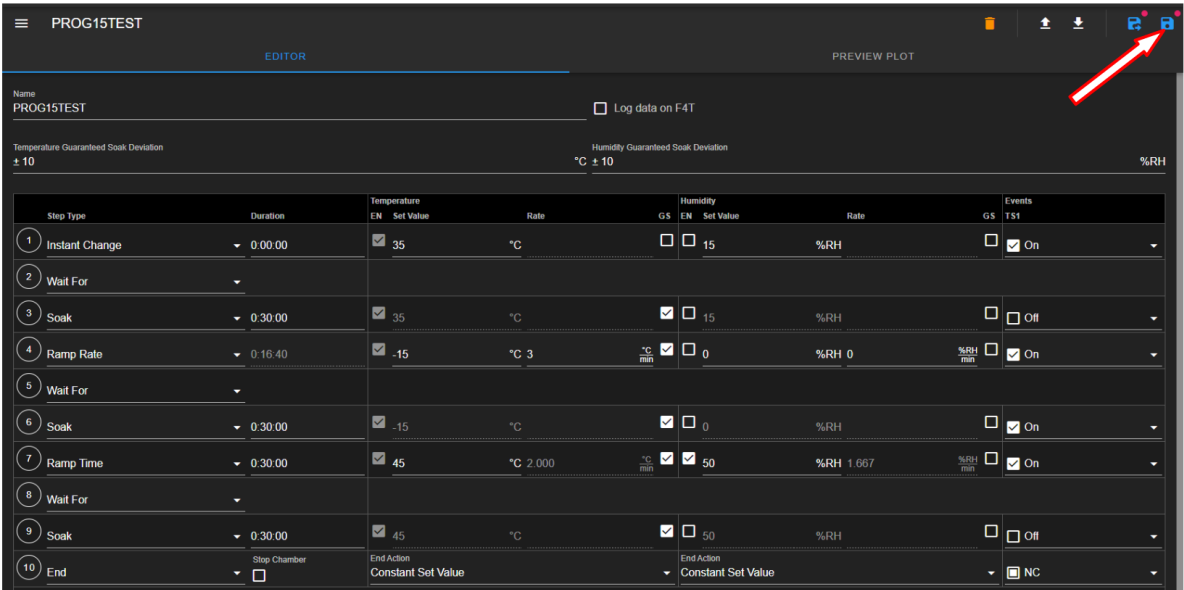 PROG15TEST
EDITOR PREVIEW PLOT
Name
PROG15TEST Log data on F4T
Temperature Guaranteed Soak Deviation Humidity Guaranteed Soak Deviation
± 10 °C ± 10 %RH
Temperature Humidity Events
Step Type Duration EN Set Value Rate GS EN Set Value Rate GS TS1
1 Instant Change 0:00:00 35 °C 15 %RH On
2 Wait For
3 Soak 0:30:00 35 °C 15 %RH Off
4 Ramp Rate 0:16:40 -15 °C 3 °C/min 0 %RH 0 %RH/min On
5 Wait For
6 Soak 0:30:00 -15 °C 0 %RH On
7 Ramp Time 0:30:00 45 °C 2.000 °C/min 50 %RH 1.667 %RH/min On
8 Wait For
9 Soak 0:30:00 45 °C 50 %RH Off
Stop Chamber End Action End Action
10 End Constant Set Value Constant Set Value NC